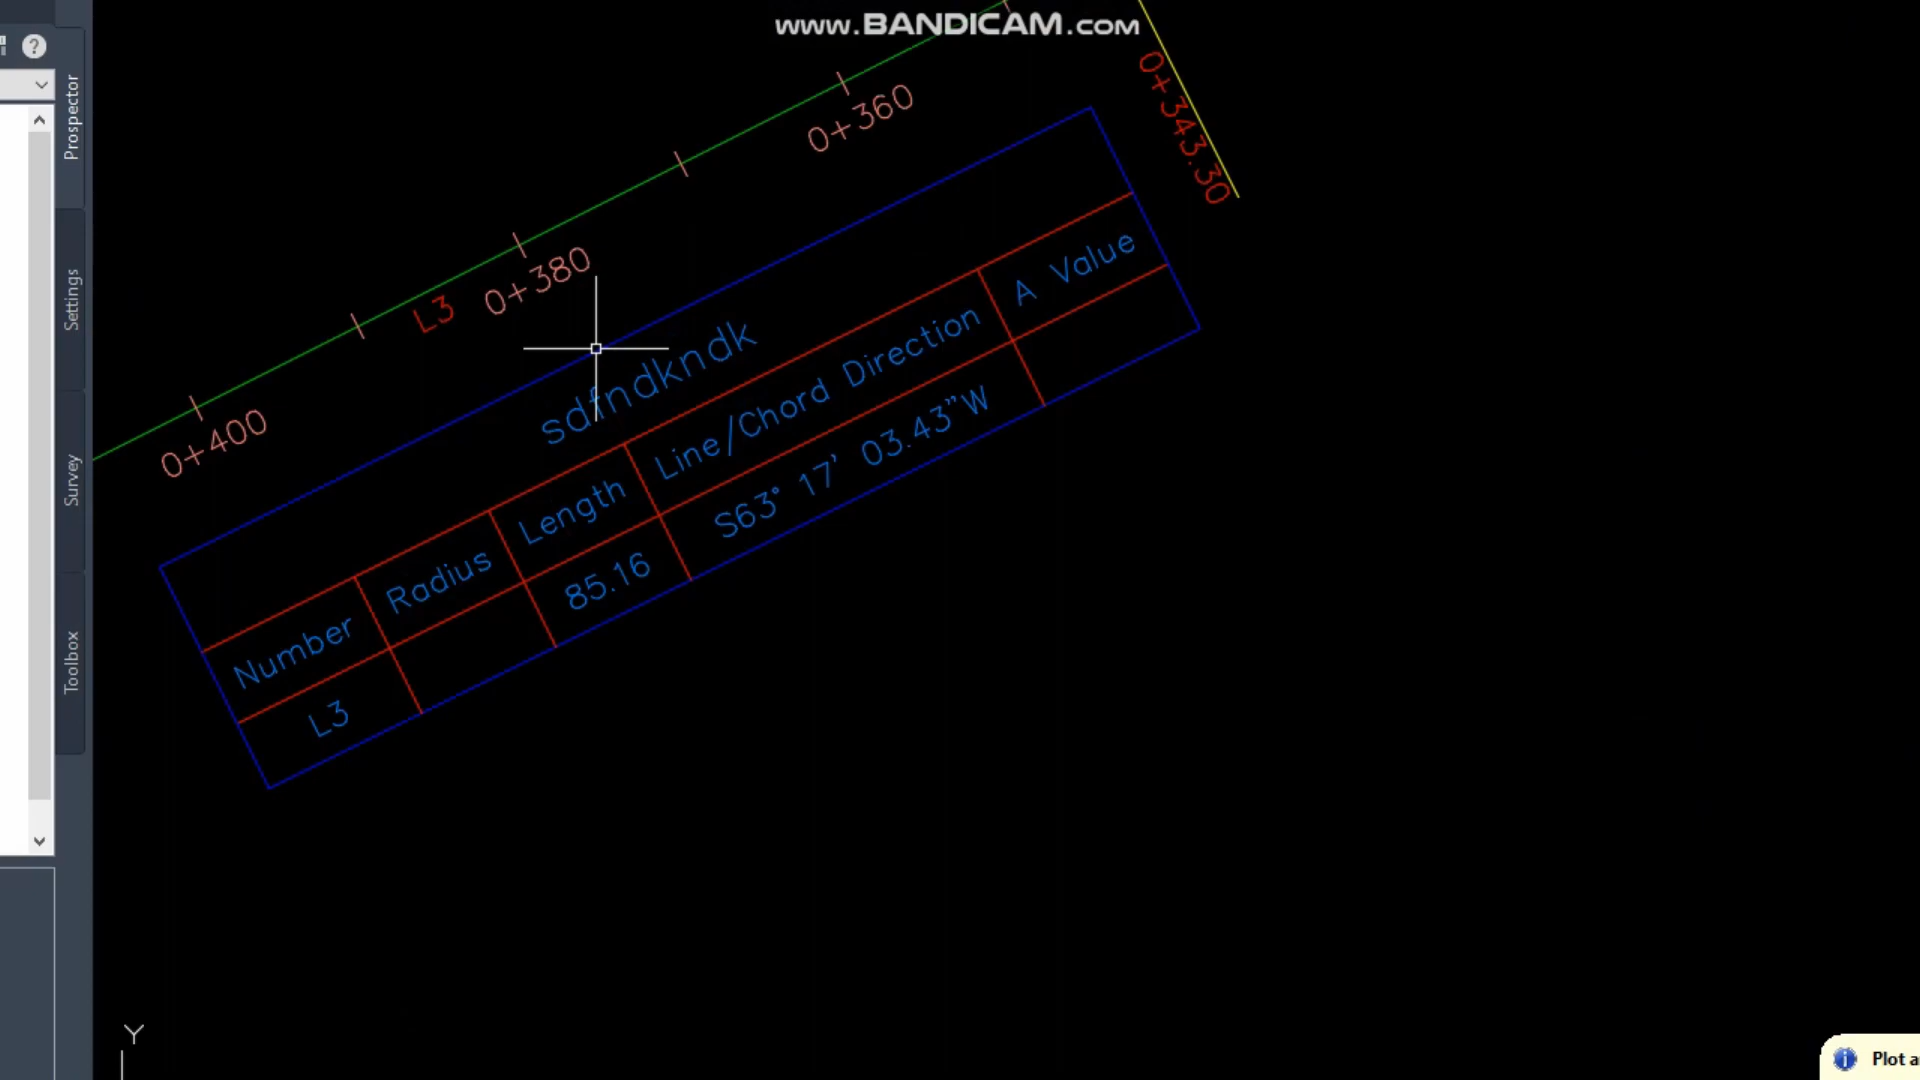 www.BANDICAM.com
Prospector
Settings
Survey
Toolbox
0+343.30
0+360
0+380
L3
0+400
sdfndkndk
Number Radius Length Line/Chord Direction A Value
L3 85.16 S63° 17' 03.43"W
Y
Plot